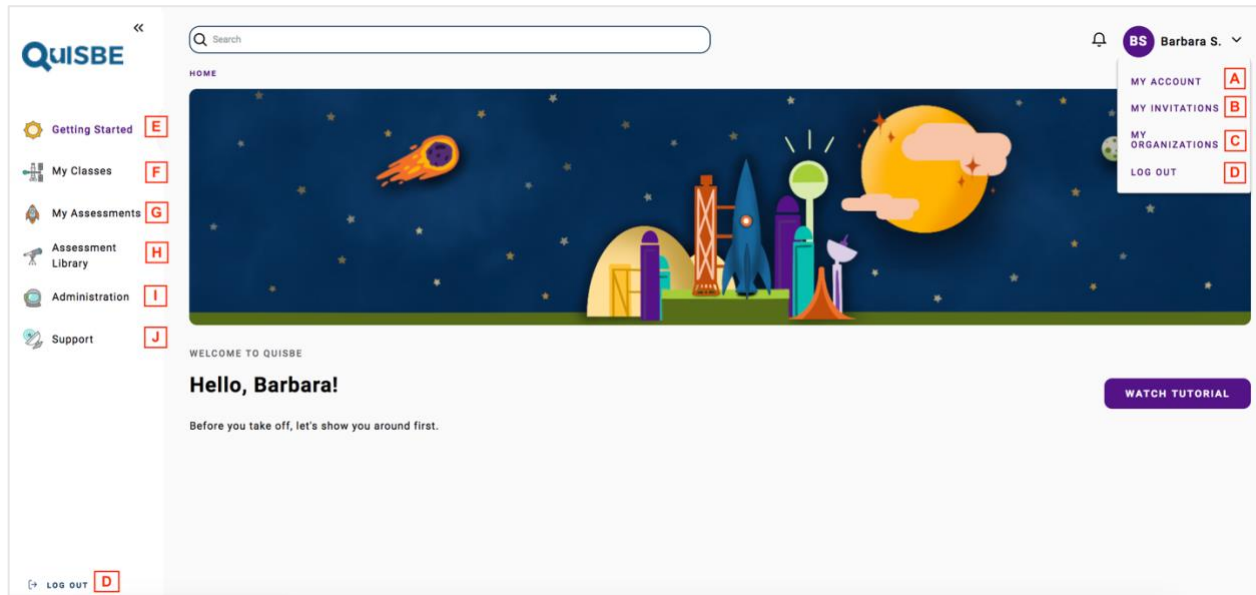 «
QUISBE
Search
BS Barbara S.
HOME
MY ACCOUNT A
MY INVITATIONS B
MY
ORGANIZATIONS C
LOG OUT D
Getting Started E
My Classes F
My Assessments G
Assessment
Library H
Administration I
Support J
WELCOME TO QUISBE
Hello, Barbara!
WATCH TUTORIAL
Before you take off, let's show you around first.
LOG OUT D